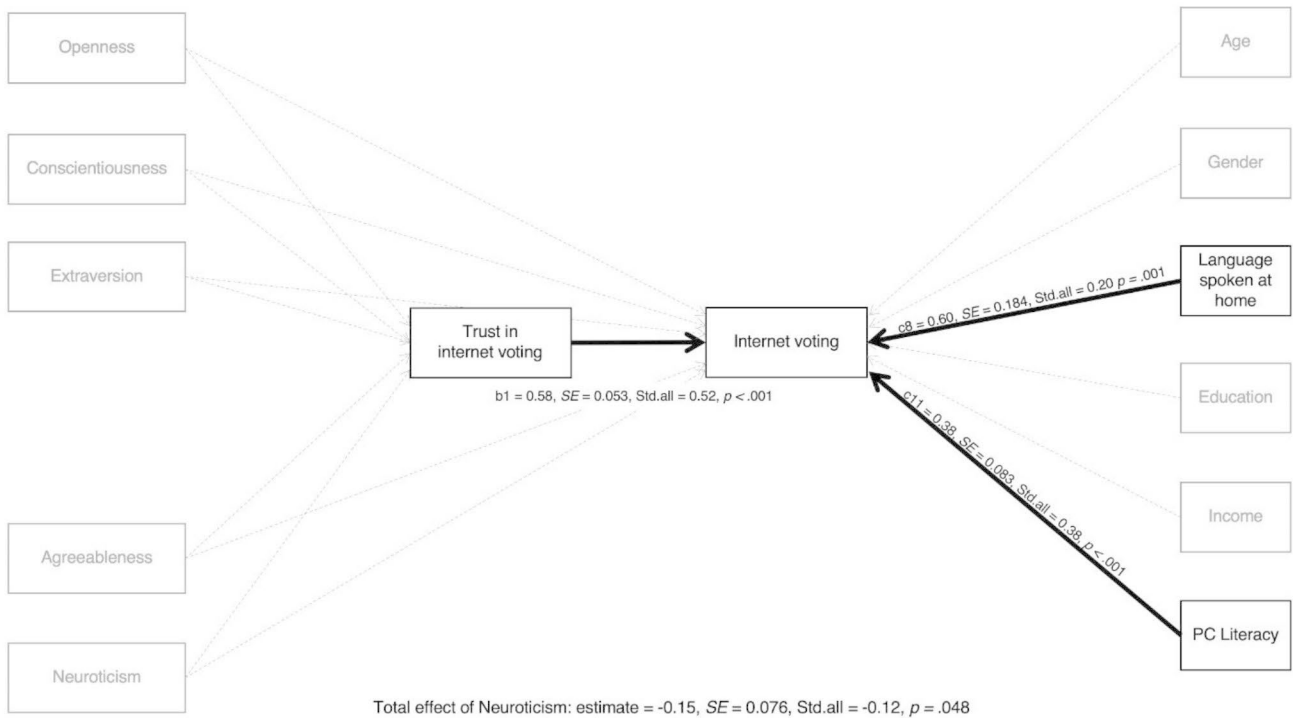 Openness
Conscientiousness
Extraversion
Agreeableness
Neuroticism
Trust in
internet voting
b1 = 0.58, SE = 0.053, Std.all = 0.52, p < .001
Internet voting
Age
Gender
Language
spoken at
home
c8 = 0.60, SE = 0.184, Std.all = 0.20 p = .001
Education
Income
c11 = 0.38, SE = 0.083, Std.all = 0.38, p < .001
PC Literacy
Total effect of Neuroticism: estimate = -0.15, SE = 0.076, Std.all = -0.12, p = .048